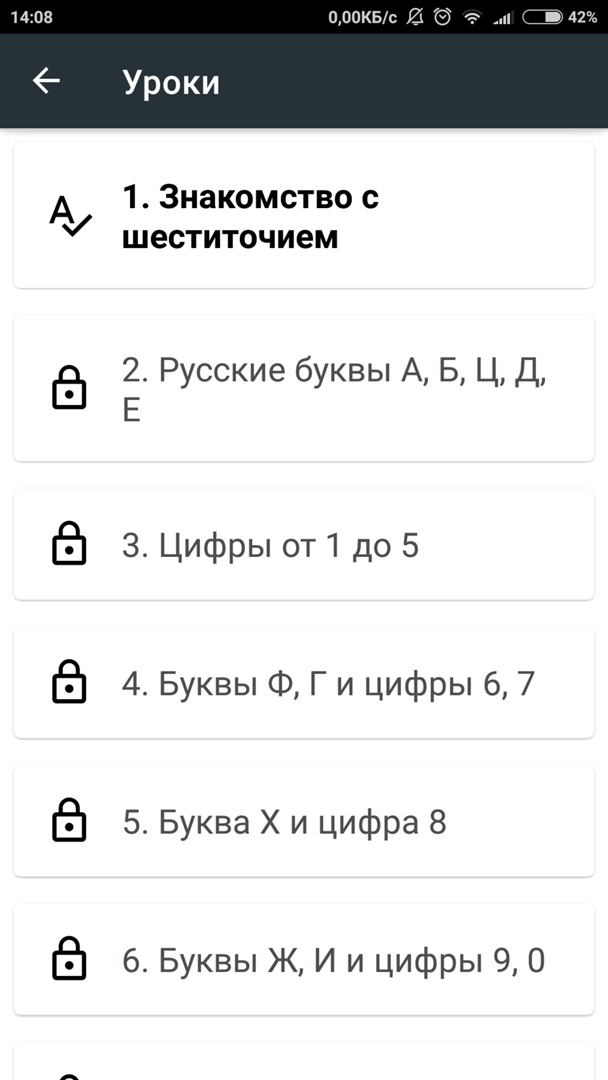 14:08 0,00КБ/с 42%
Уроки
1. Знакомство с
шеститочием
2. Русские буквы А, Б, Ц, Д,
Е
3. Цифры от 1 до 5
4. Буквы Ф, Г и цифры 6, 7
5. Буква Х и цифра 8
6. Буквы Ж, И и цифры 9, 0